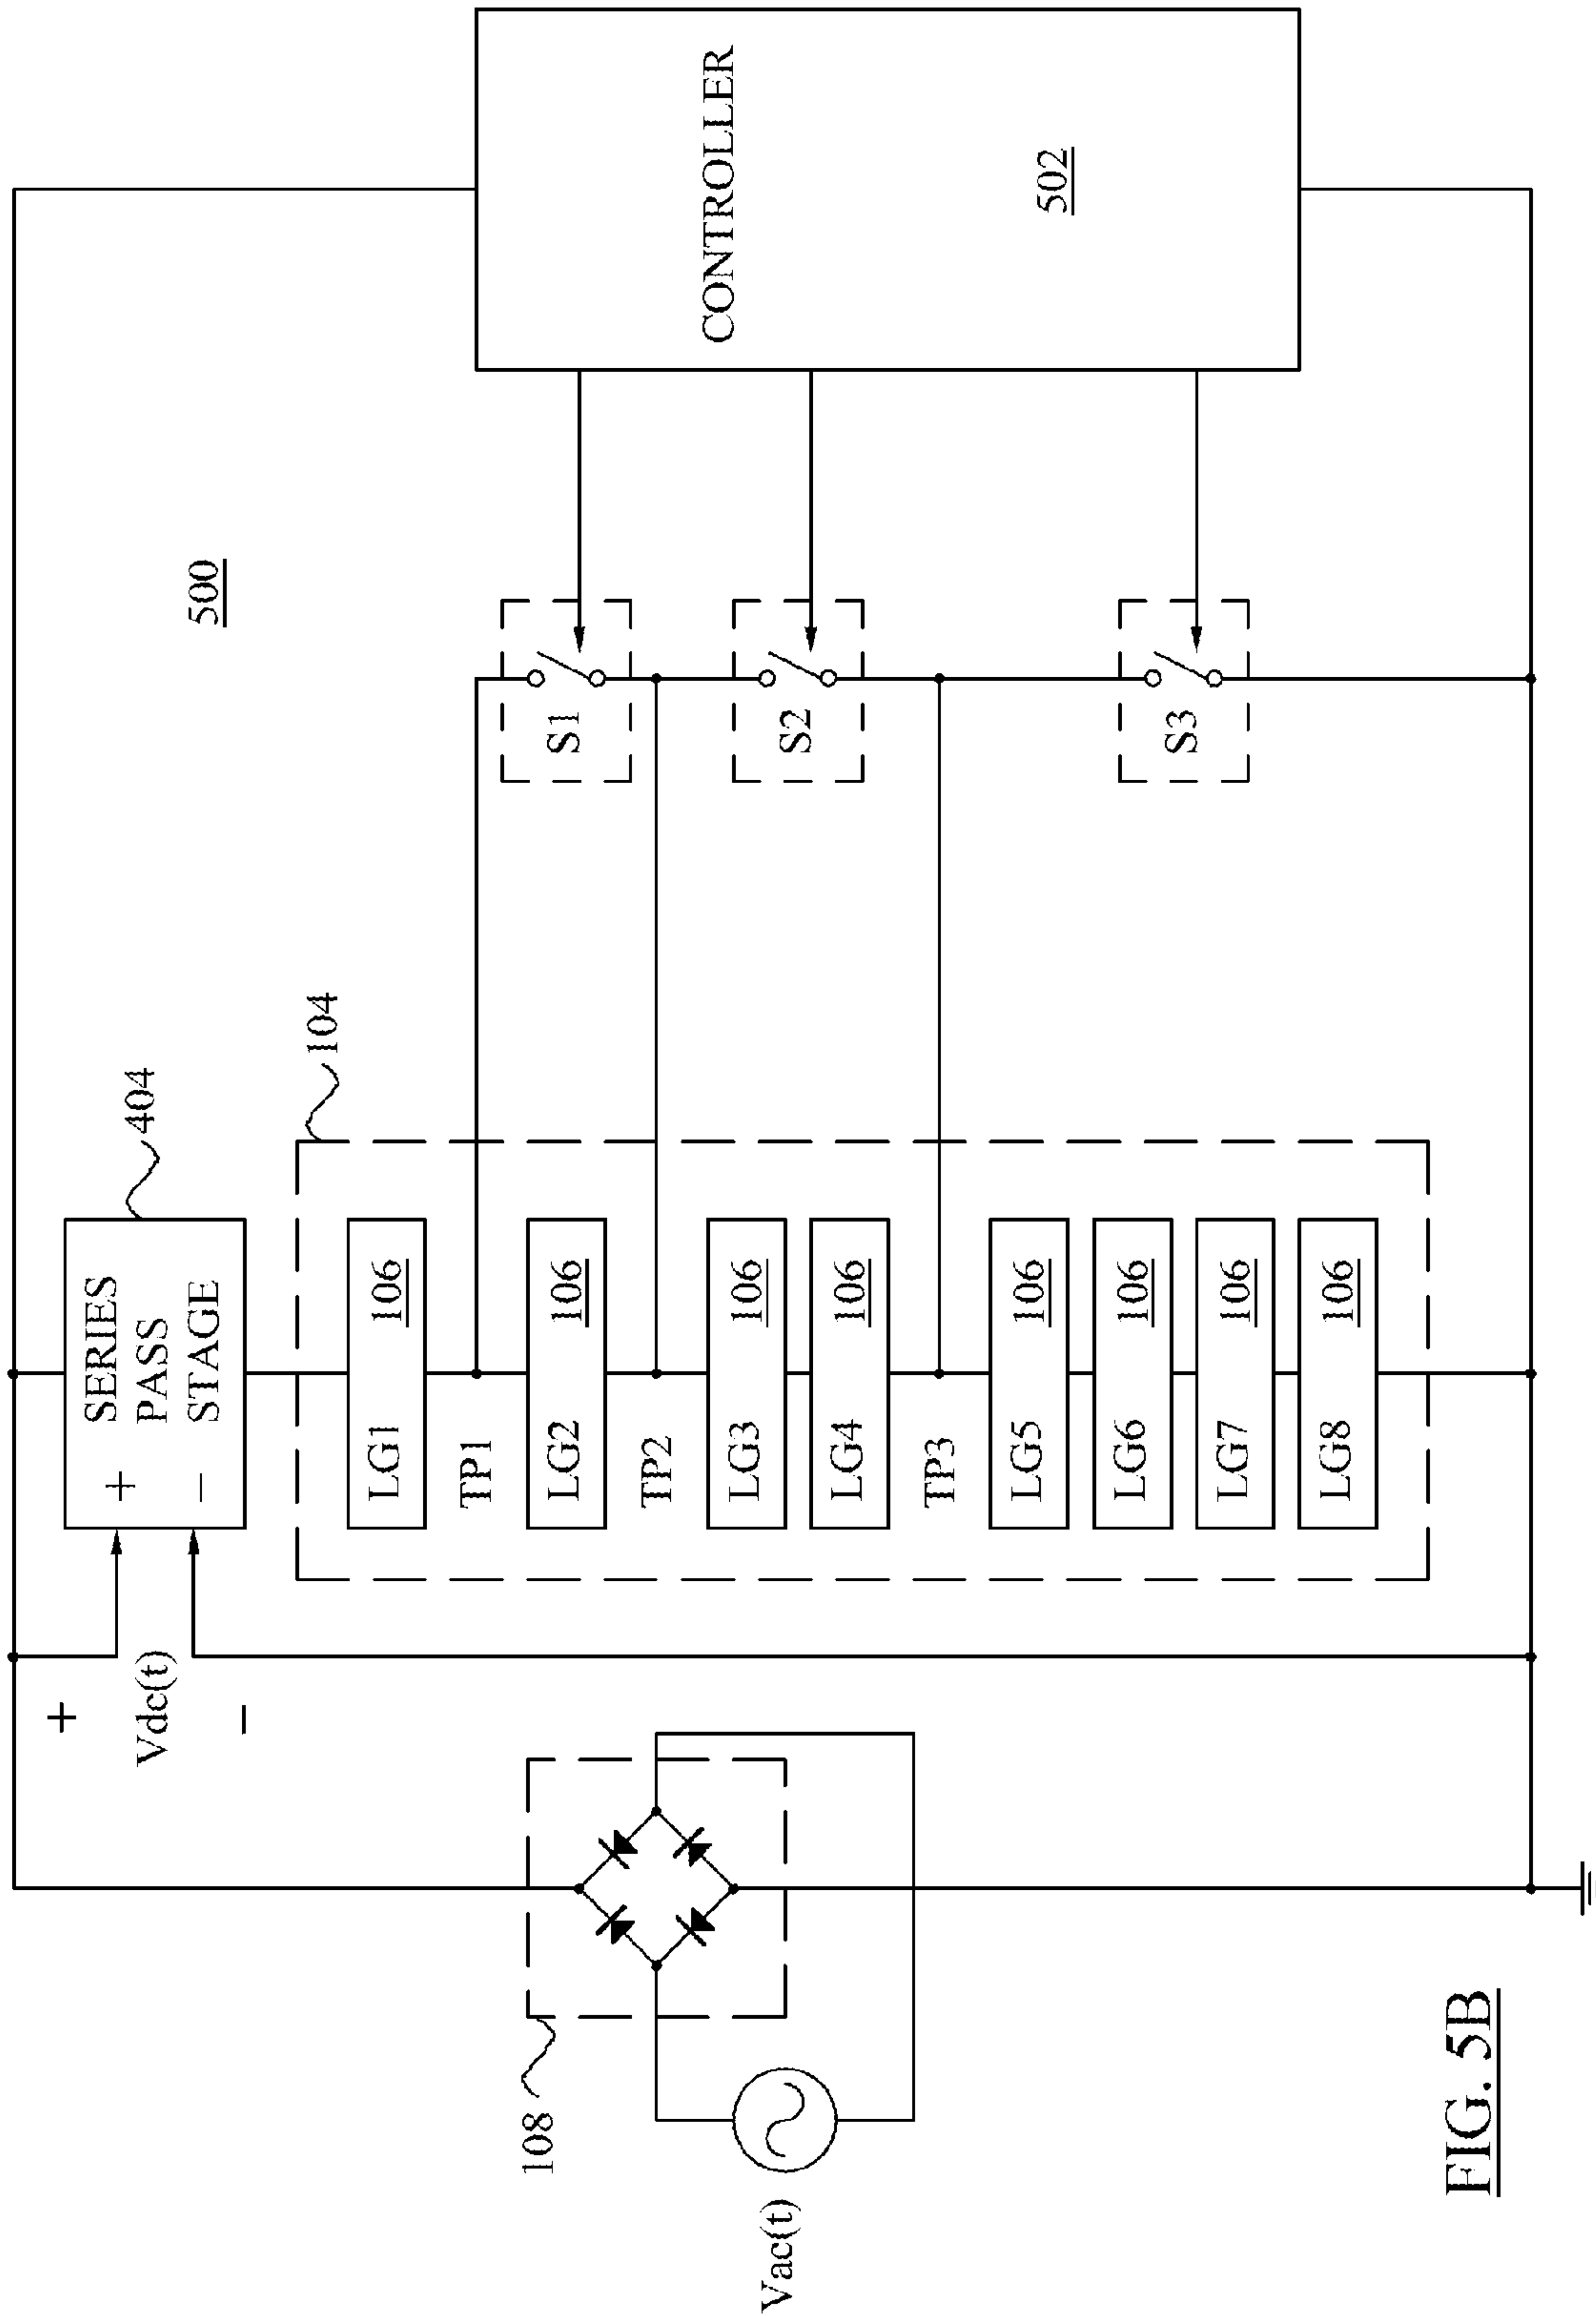 500
404
104
SERIES
PASS
STAGE
+
−
+
Vdc(t)
−
LG1 106
TP1
LG2 106
TP2
LG3 106
LG4 106
TP3
LG5 106
LG6 106
LG7 106
LG8 106
S1
S2
S3
CONTROLLER
502
108
Vac(t)
FIG. 5B